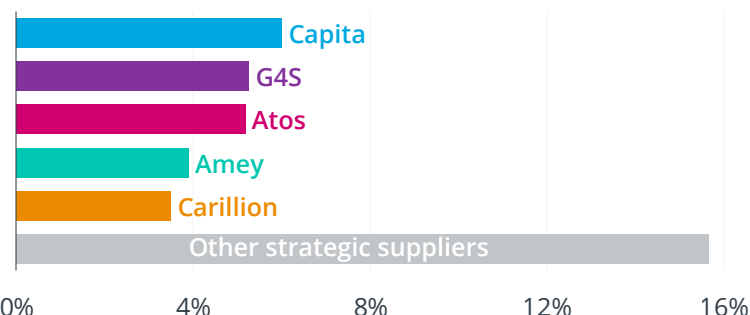 Capita
G4S
Atos
Amey
Carillion
Other strategic suppliers
0% 4% 8% 12% 16%